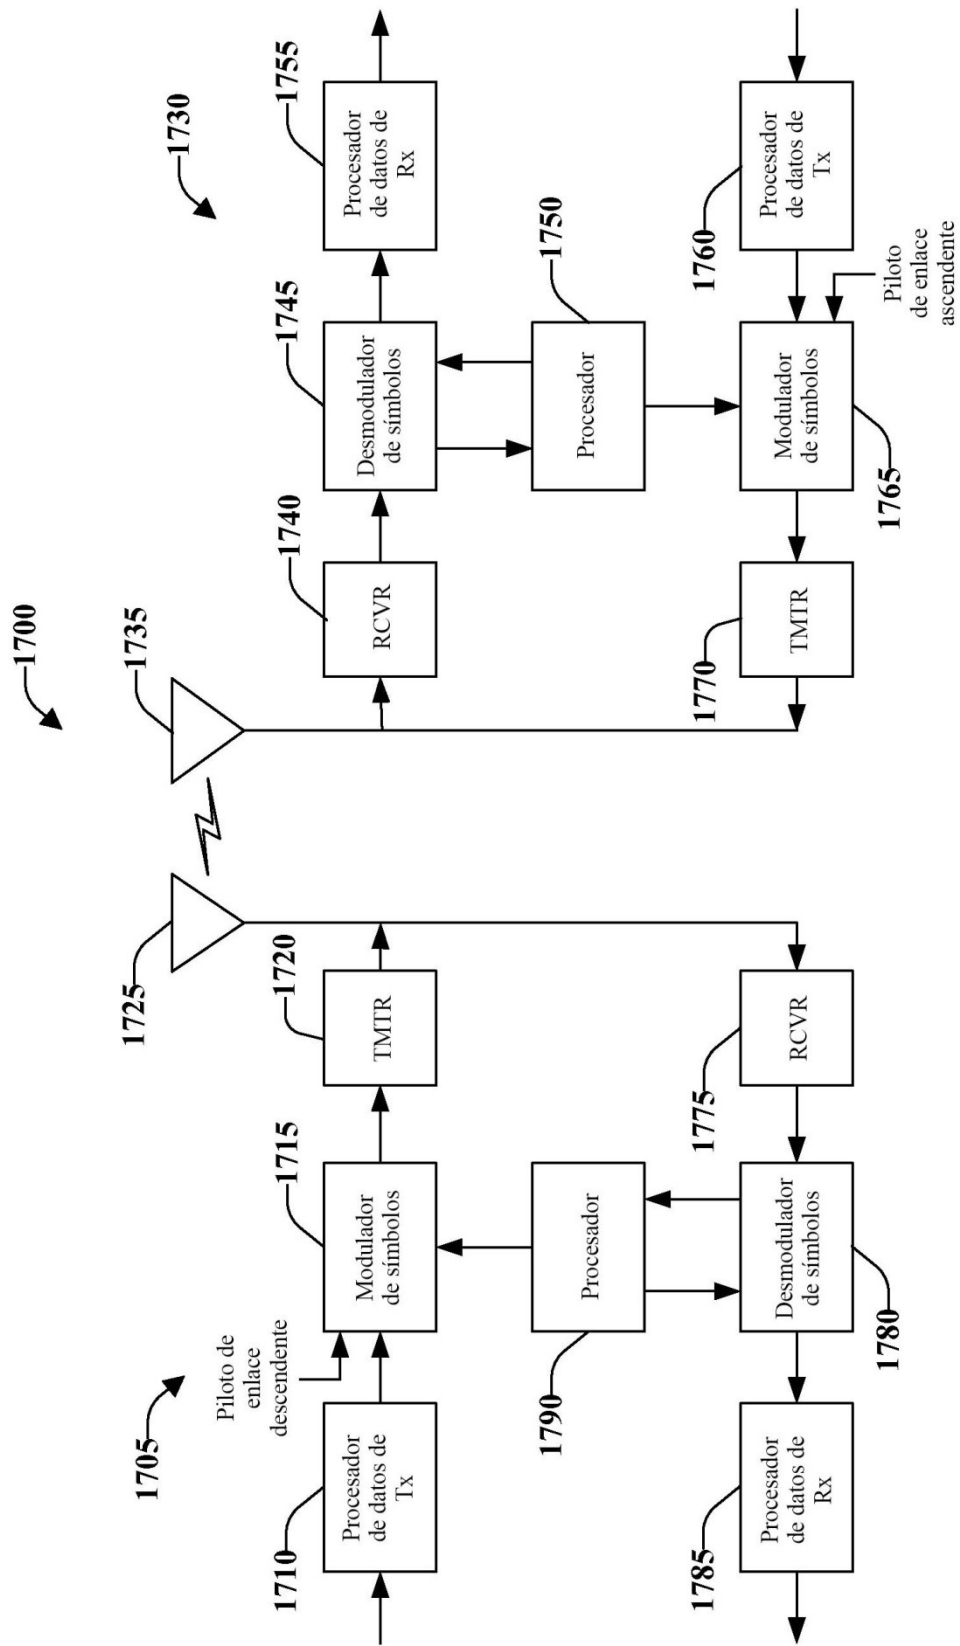 1700
1705
1730
1725
1735
1710
Procesador
de datos de
Tx
Piloto de
enlace
descendente
1715
Modulador
de símbolos
1720
TMTR
1740
RCVR
1745
Desmodulador
de símbolos
1755
Procesador
de datos de
Rx
1790
Procesador
1750
Procesador
1785
Procesador
de datos de
Rx
1780
Desmodulador
de símbolos
1775
RCVR
1770
TMTR
1765
Modulador
de símbolos
1760
Procesador
de datos de
Tx
Piloto
de enlace
ascendente